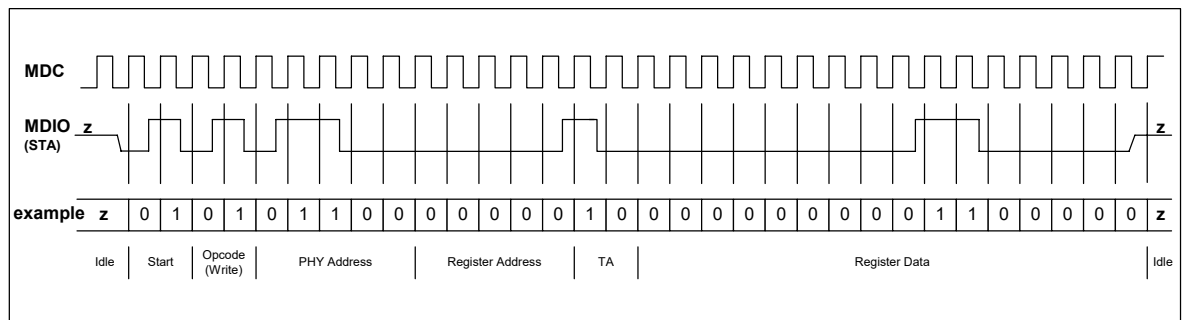 MDC
MDIO z z
(STA)
example z 0 1 0 1 0 1 1 0 0 0 0 0 0 0 1 0 0 0 0 0 0 0 0 0 0 1 1 0 0 0 0 0 z
Idle Start Opcode (Write) PHY Address Register Address TA Register Data Idle